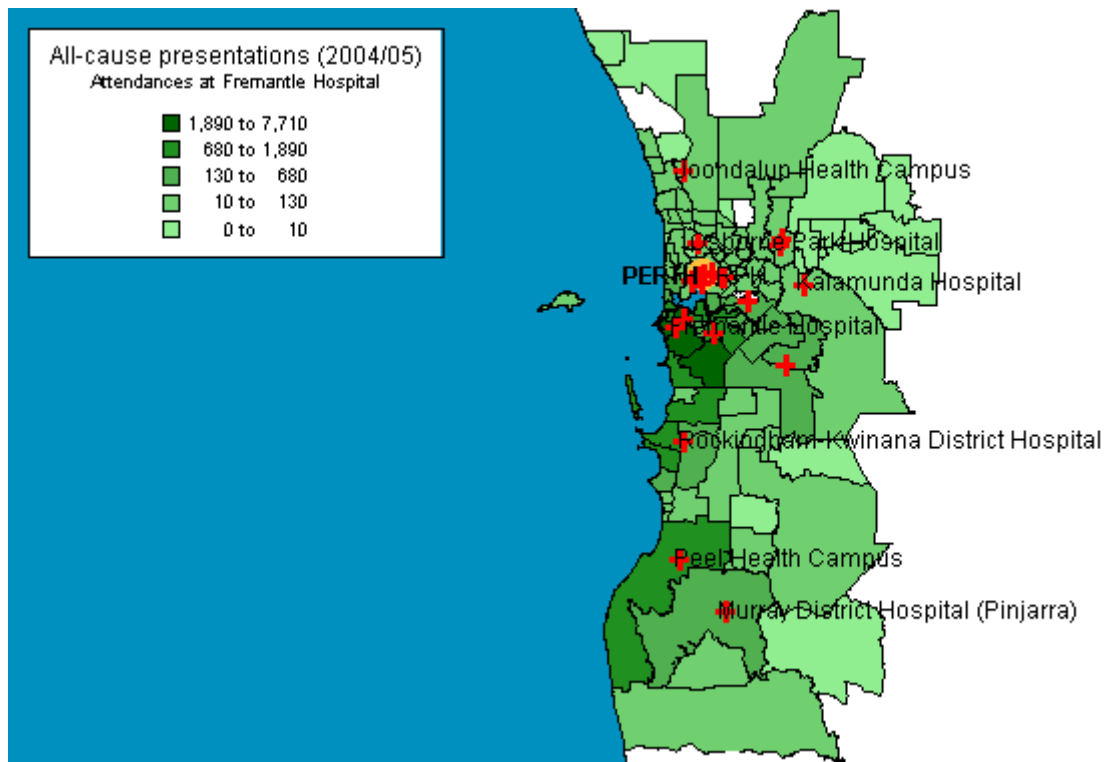 All-cause presentations (2004/05)
Attendances at Fremantle Hospital
1,890 to 7,710
680 to 1,890
130 to 680
10 to 130
0 to 10
Joondalup Health Campus
Osborne Park Hospital
PERTH RPH
Kalamunda Hospital
Fremantle Hospital
Rockingham-Kwinana District Hospital
Peel Health Campus
Murray District Hospital (Pinjarra)